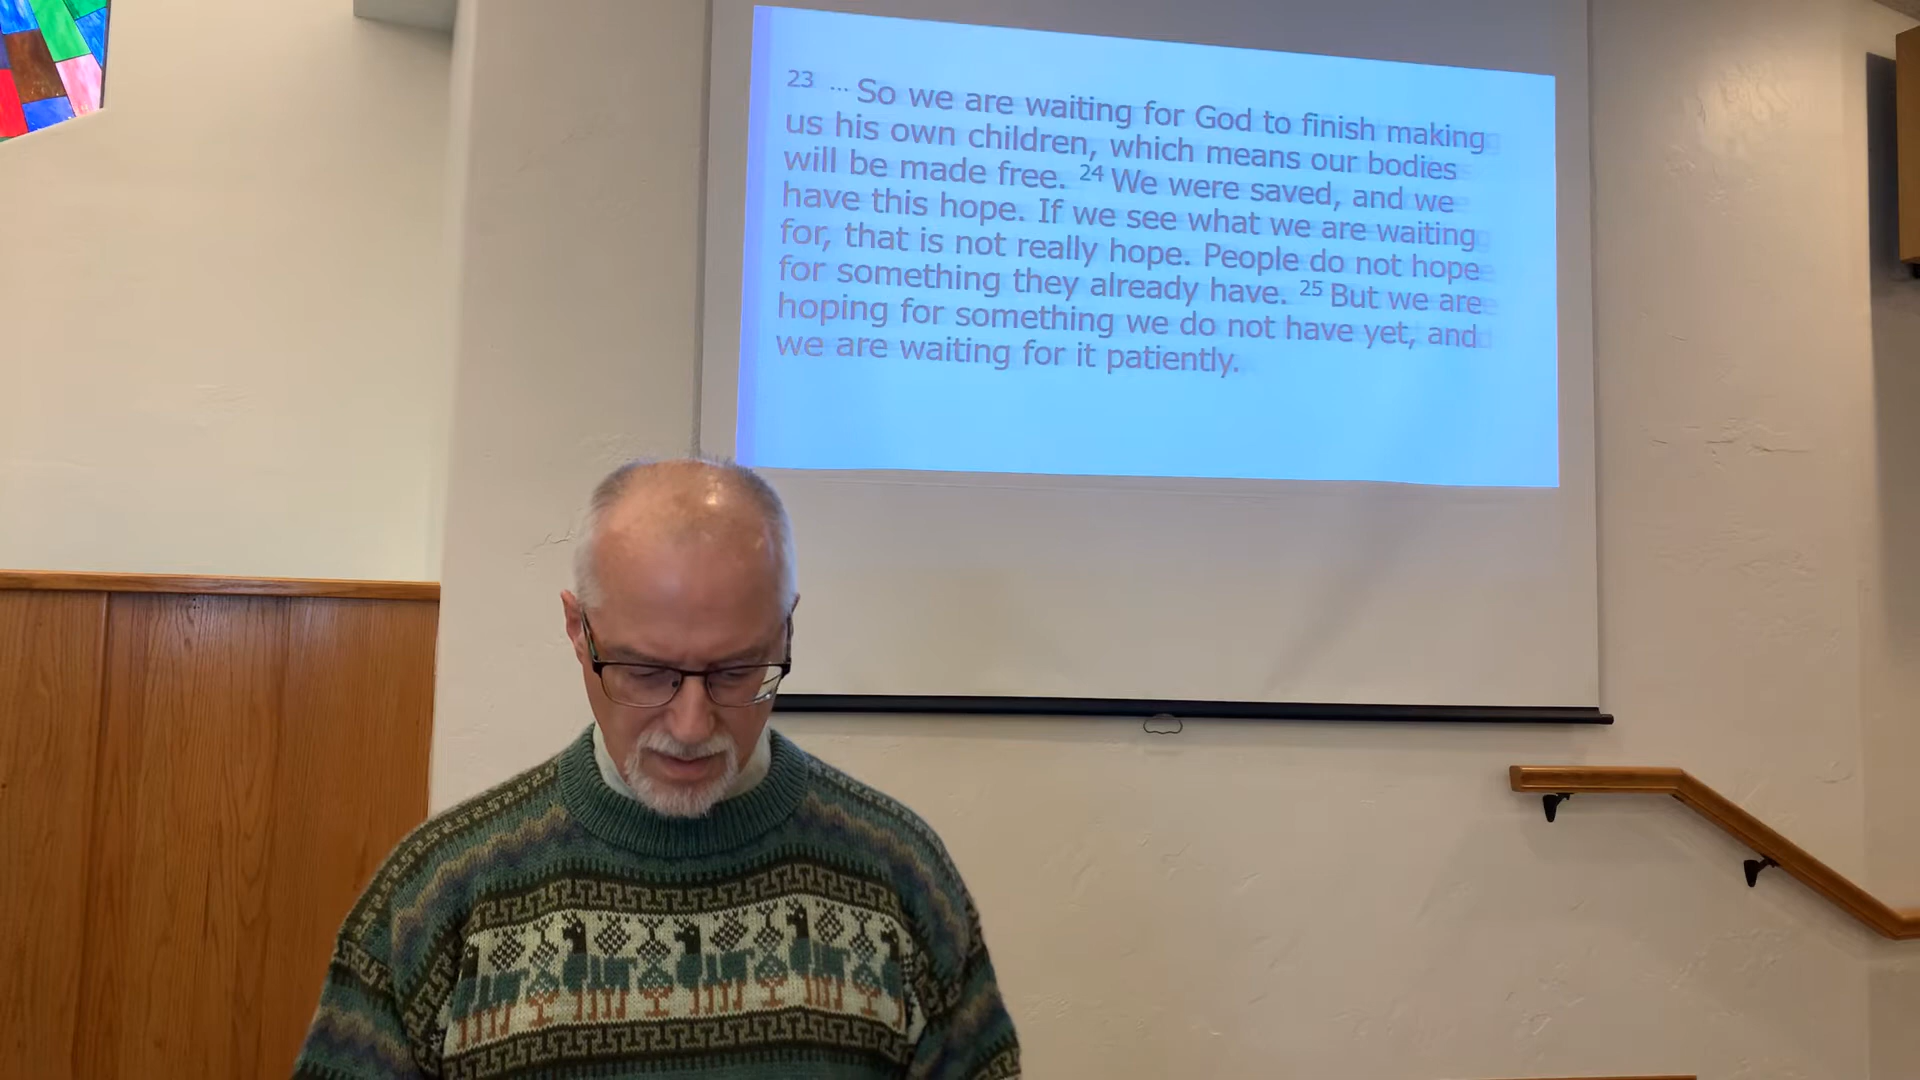 23 ... So we are waiting for God to finish making
us his own children, which means our bodies
will be made free. 24 We were saved, and we
have this hope. If we see what we are waiting
for, that is not really hope. People do not hope
for something they already have. 25 But we are
hoping for something we do not have yet, and
we are waiting for it patiently.